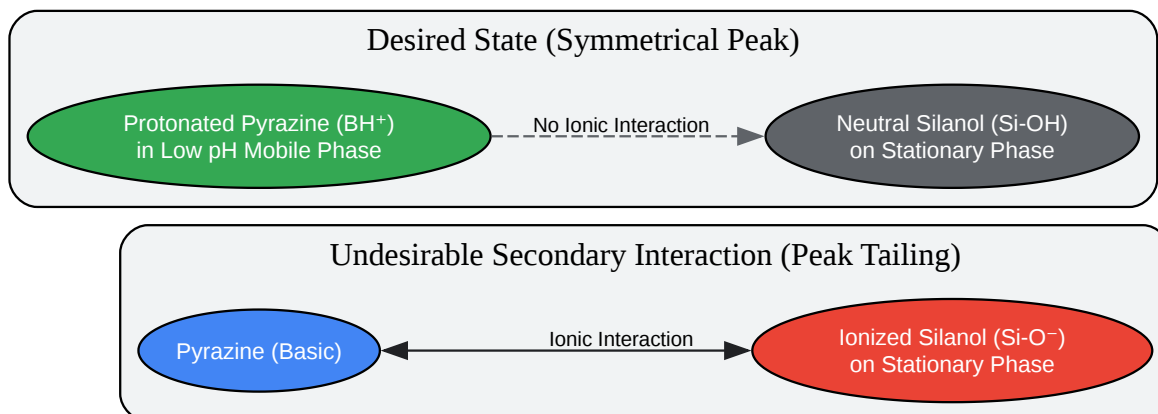 Desired State (Symmetrical Peak)
Protonated Pyrazine (BH⁺)
in Low pH Mobile Phase
No Ionic Interaction
Neutral Silanol (Si-OH)
on Stationary Phase
Undesirable Secondary Interaction (Peak Tailing)
Pyrazine (Basic)
Ionic Interaction
Ionized Silanol (Si-O⁻)
on Stationary Phase